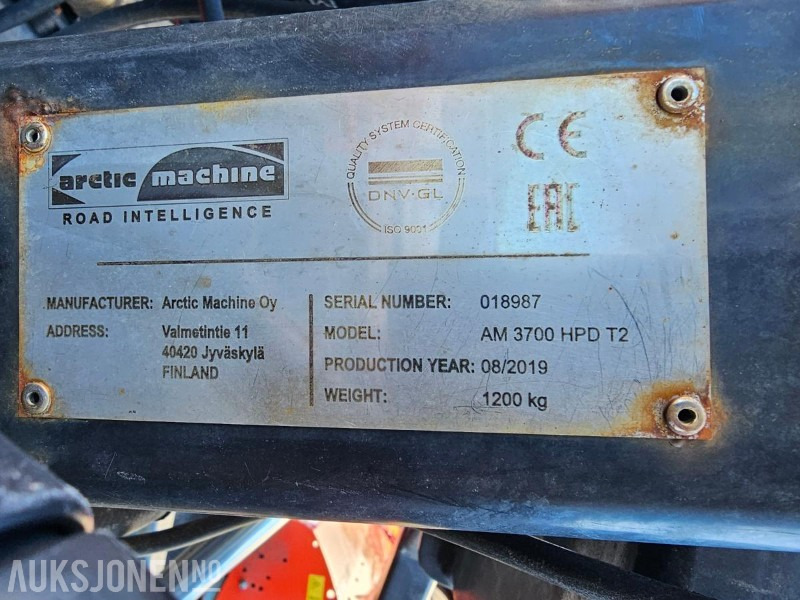 arctic machine
ROAD INTELLIGENCE
QUALITY SYSTEM CERTIFICATION
DNV·GL
ISO 9001
CE
EAC
MANUFACTURER: Arctic Machine Oy
ADDRESS: Valmetintie 11
40420 Jyväskylä
FINLAND
SERIAL NUMBER: 018987
MODEL: AM 3700 HPD T2
PRODUCTION YEAR: 08/2019
WEIGHT: 1200 kg
AUKSJONEN.NO